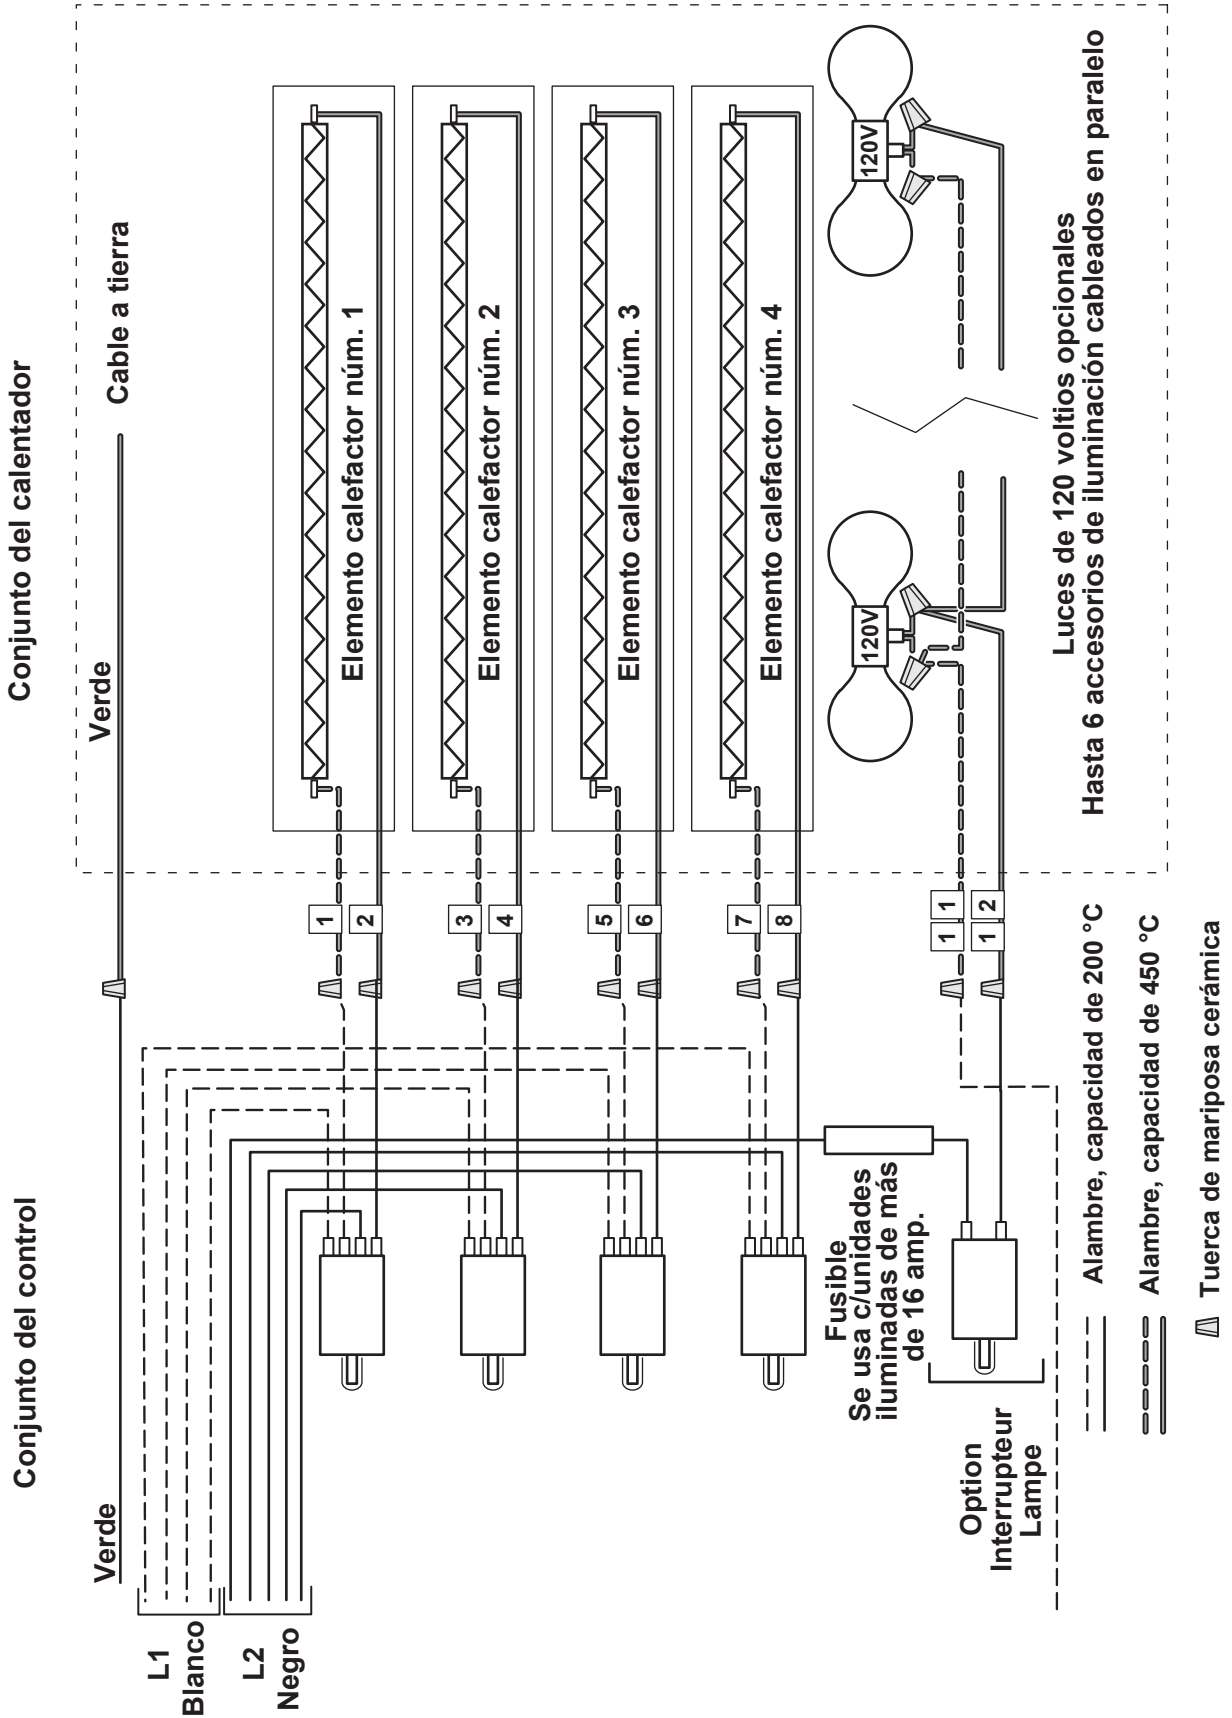 Conjunto del control
Conjunto del calentador
Verde
Verde
Cable a tierra
L1
Blanco
L2
Negro
1
2
Elemento calefactor núm. 1
3
4
Elemento calefactor núm. 2
5
6
Elemento calefactor núm. 3
7
8
Elemento calefactor núm. 4
Fusible
Se usa c/unidades
iluminadas de más
de 16 amp.
120V
120V
1 1
1 2
Option
Interrupteur
Lampe
Luces de 120 voltios opcionales
Hasta 6 accesorios de iluminación cableados en paralelo
Alambre, capacidad de 200 °C
Alambre, capacidad de 450 °C
Tuerca de mariposa cerámica